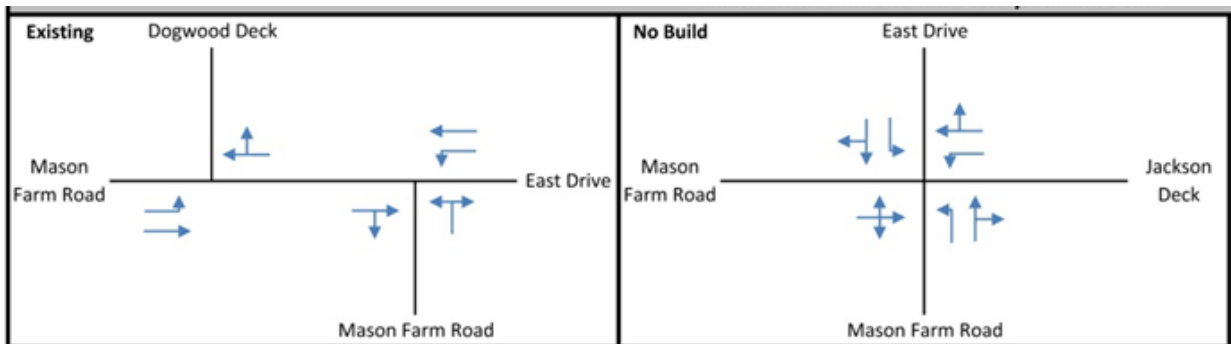 Existing
Dogwood Deck
Mason
Farm Road
East Drive
Mason Farm Road
No Build
East Drive
Mason
Farm Road
Jackson
Deck
Mason Farm Road